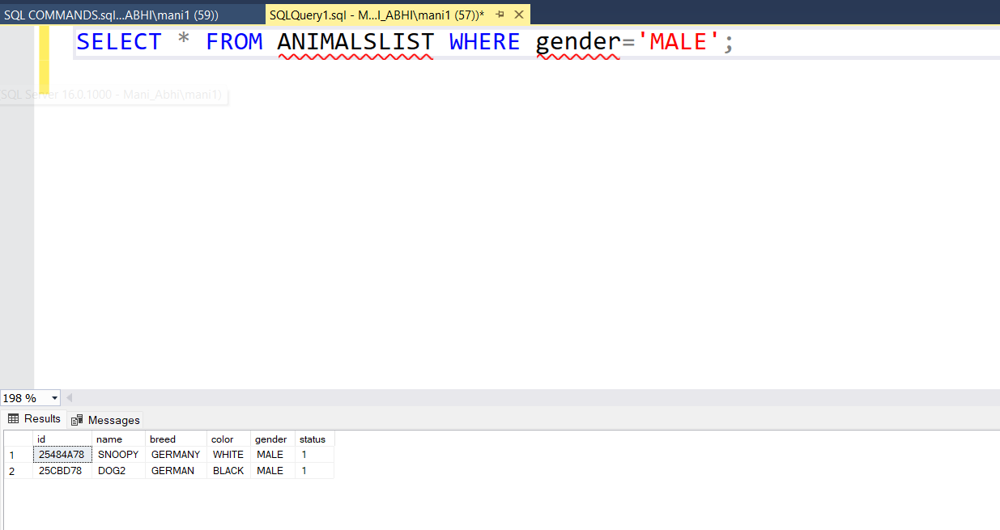 SQL COMMANDS.sql...ABHI\mani1 (59)) SQLQuery1.sql - M...I_ABHI\mani1 (57))*
SELECT * FROM ANIMALSLIST WHERE gender='MALE';
SQL Server 16.0.1000 - Mani_Abhi\mani1)
198 %
Results Messages
id name breed color gender status
1 25484A78 SNOOPY GERMANY WHITE MALE 1
2 25CBD78 DOG2 GERMAN BLACK MALE 1